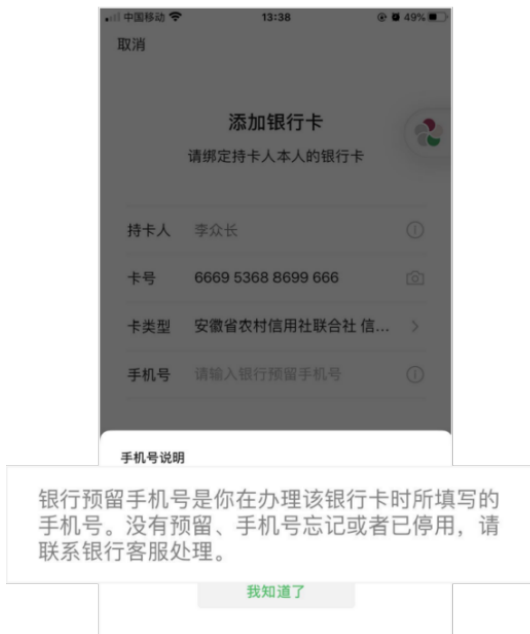 中国移动 13:38 49%
取消
添加银行卡
请绑定持卡人本人的银行卡
持卡人 李众长
卡号 6669 5368 8699 666
卡类型 安徽省农村信用社联合社 信...
手机号 请输入银行预留手机号
手机号说明
银行预留手机号是你在办理该银行卡时所填写的
手机号。没有预留、手机号忘记或者已停用，请
联系银行客服处理。
我知道了